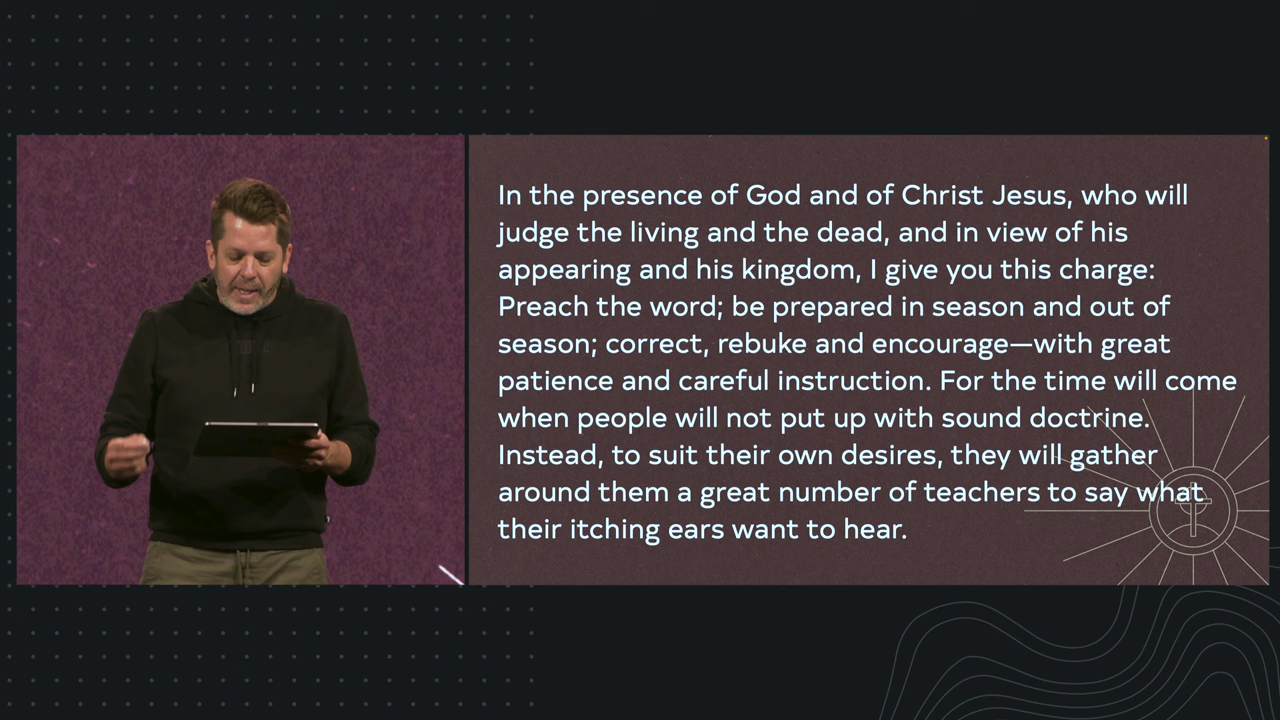 In the presence of God and of Christ Jesus, who will
judge the living and the dead, and in view of his
appearing and his kingdom, I give you this charge:
Preach the word; be prepared in season and out of
season; correct, rebuke and encourage—with great
patience and careful instruction. For the time will come
when people will not put up with sound doctrine.
Instead, to suit their own desires, they will gather
around them a great number of teachers to say what
their itching ears want to hear.